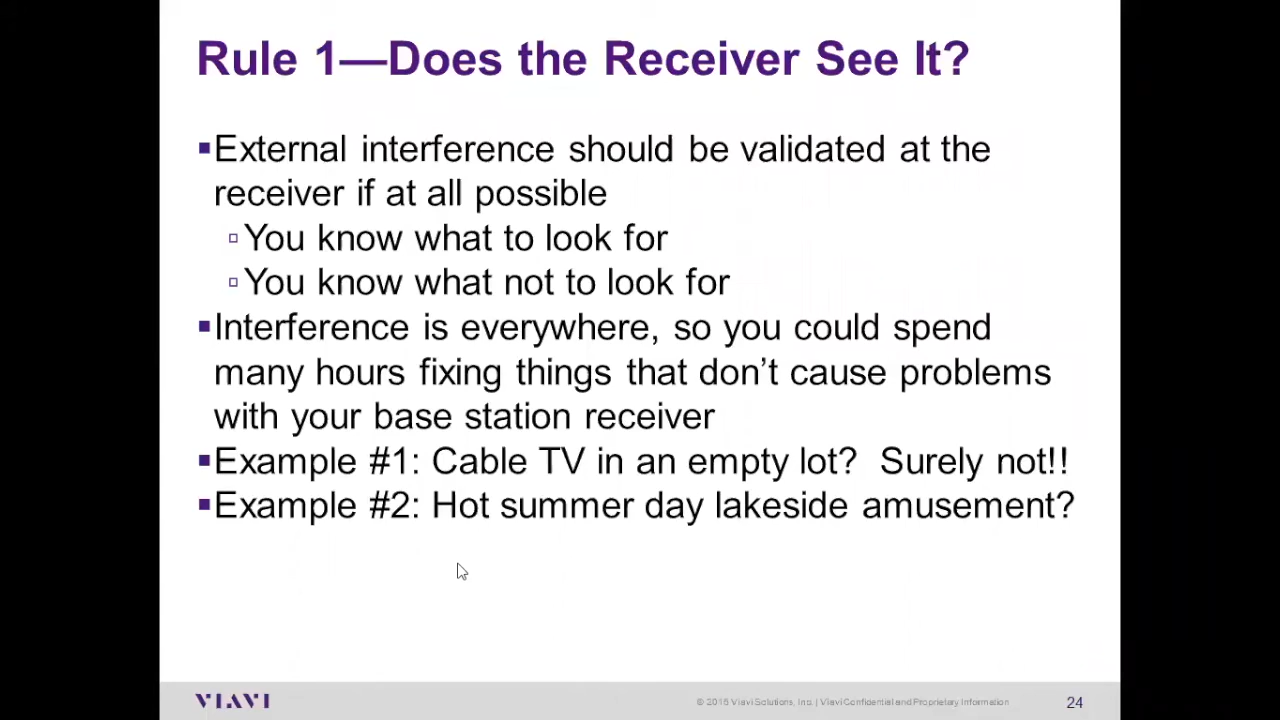 Rule 1—Does the Receiver See It?
External interference should be validated at the
receiver if at all possible
You know what to look for
You know what not to look for
Interference is everywhere, so you could spend
many hours fixing things that don’t cause problems
with your base station receiver
Example #1: Cable TV in an empty lot?  Surely not!!
Example #2: Hot summer day lakeside amusement?
VIAVI
© 2016 Viavi Solutions, Inc. | Viavi Confidential and Proprietary Information
24